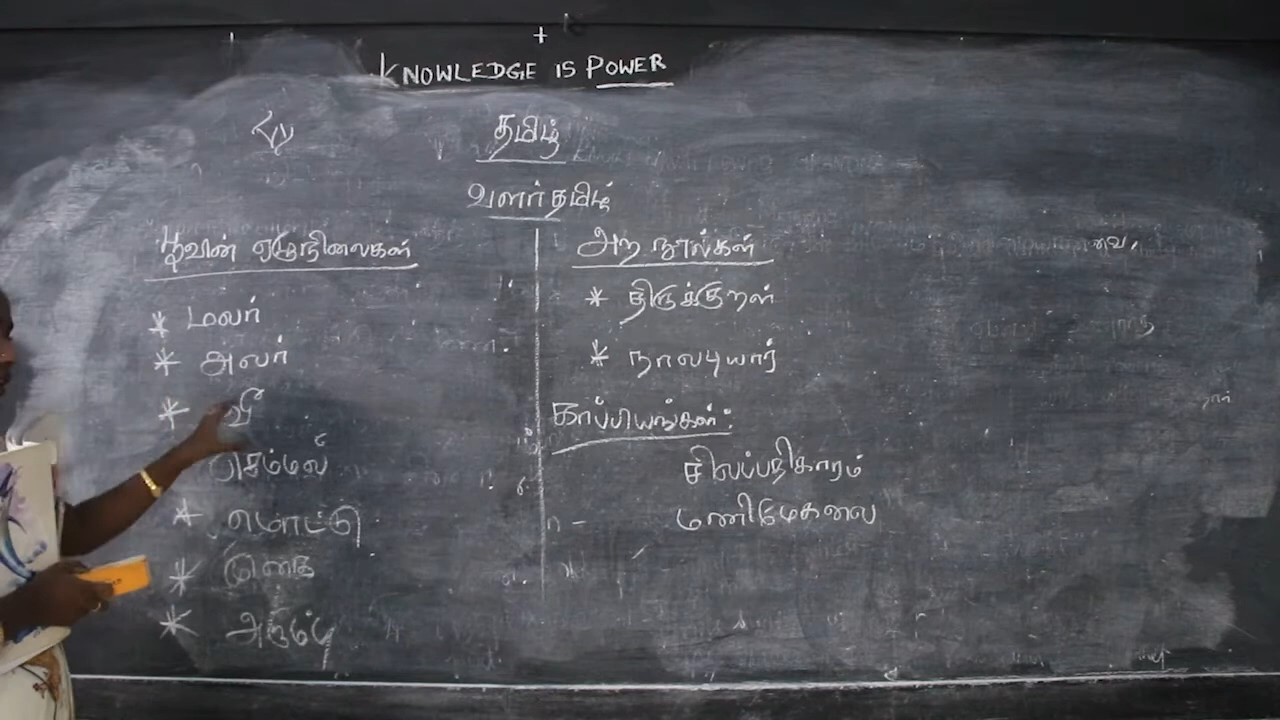 KNOWLEDGE IS POWER
தமிழ்
வளர்தமிழ்
பூவின் ஏழுநிலைகள்
* மலர்
* அலர்
* வீ
செம்மல்
* மொட்டு
* முகை
* அரும்பு
அற நூல்கள்
* திருக்குறள்
* நாலடியார்
காப்பியங்கள்:
சிலப்பதிகாரம்
மணிமேகலை